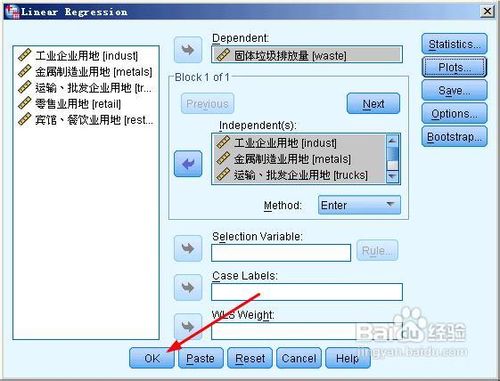 Linear Regression
工业企业用地 [indust]
金属制造业用地 [metals]
运输、批发企业用地 [tr...
零售业用地 [retail]
宾馆、餐饮业用地 [rest...
Dependent:
固体垃圾排放量 [waste]
Block 1 of 1
Previous
Next
Independent(s):
工业企业用地 [indust]
金属制造业用地 [metals]
运输、批发企业用地 [trucks]
Method:
Enter
Selection Variable:
Rule...
Case Labels:
WLS Weight:
Statistics...
Plots...
Save...
Options...
Bootstrap...
OK
Paste
Reset
Cancel
Help
Baidu 经验
jingyan.baidu.com